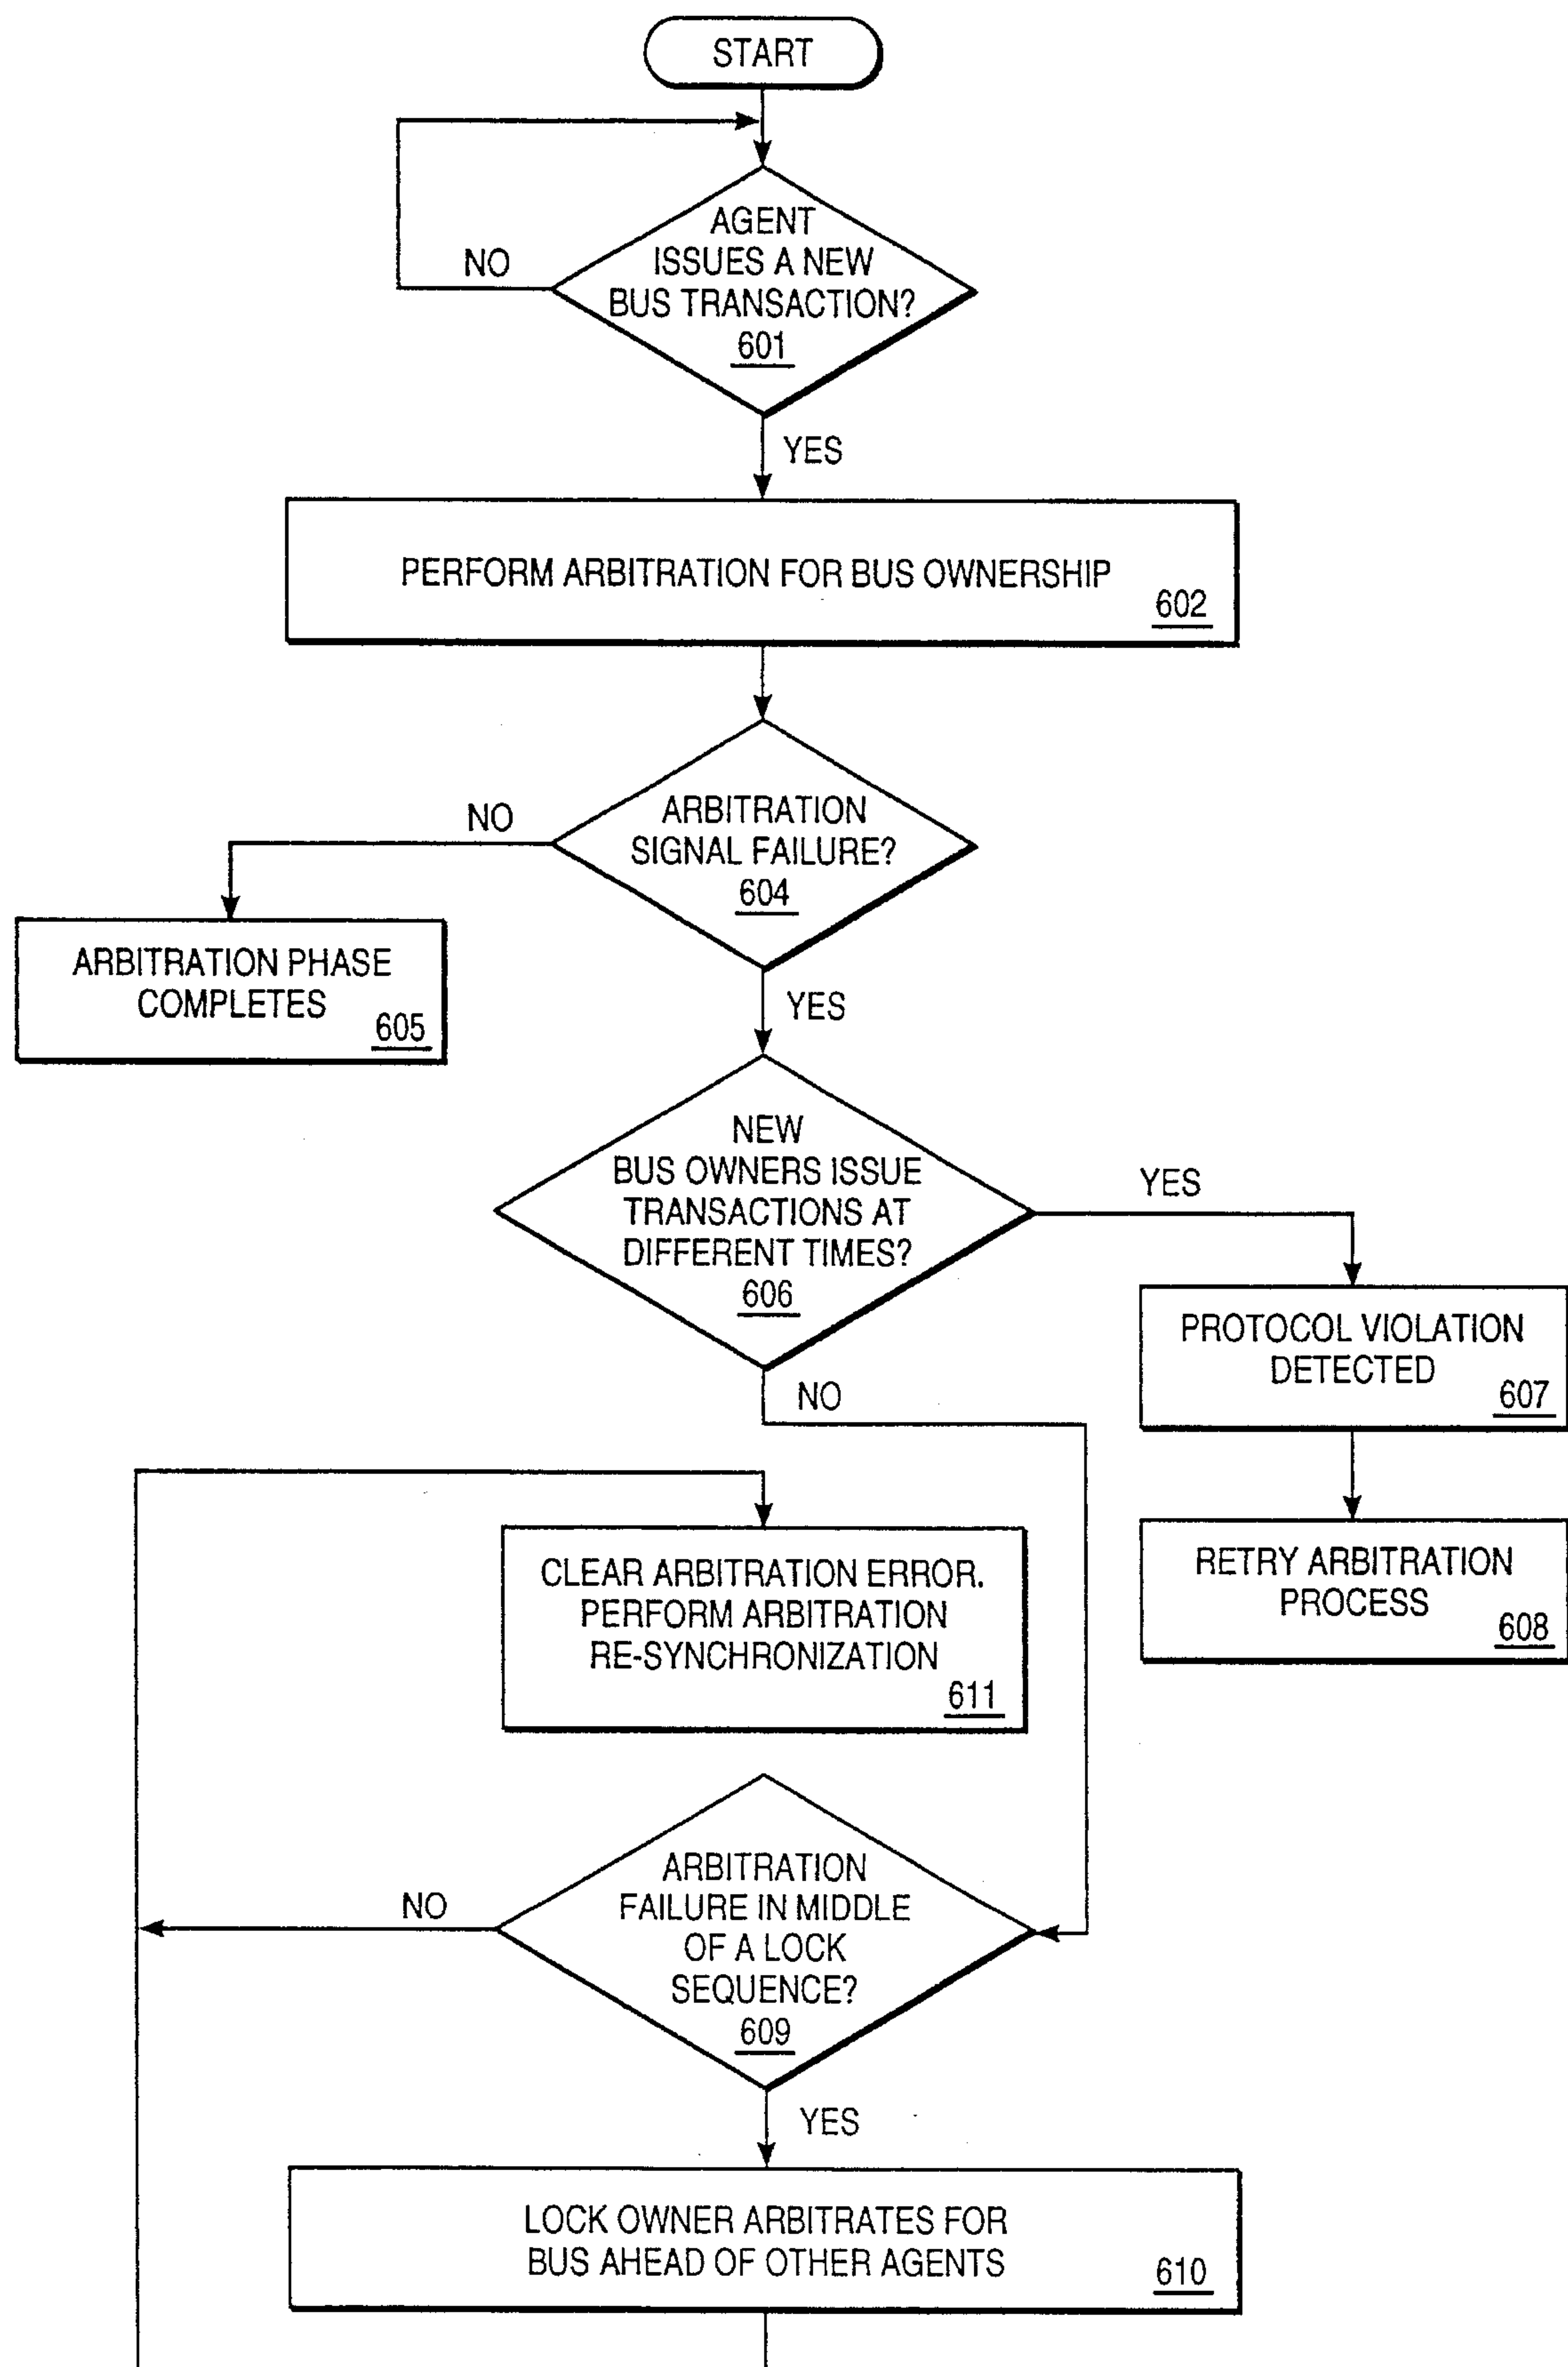 START
AGENT
ISSUES A NEW
BUS TRANSACTION?
601
NO
YES
PERFORM ARBITRATION FOR BUS OWNERSHIP
602
ARBITRATION
SIGNAL FAILURE?
604
NO
ARBITRATION PHASE
COMPLETES
605
YES
NEW
BUS OWNERS ISSUE
TRANSACTIONS AT
DIFFERENT TIMES?
606
YES
PROTOCOL VIOLATION
DETECTED
607
NO
RETRY ARBITRATION
PROCESS
608
CLEAR ARBITRATION ERROR.
PERFORM ARBITRATION
RE-SYNCHRONIZATION
611
ARBITRATION
FAILURE IN MIDDLE
OF A LOCK
SEQUENCE?
609
NO
YES
LOCK OWNER ARBITRATES FOR
BUS AHEAD OF OTHER AGENTS
610